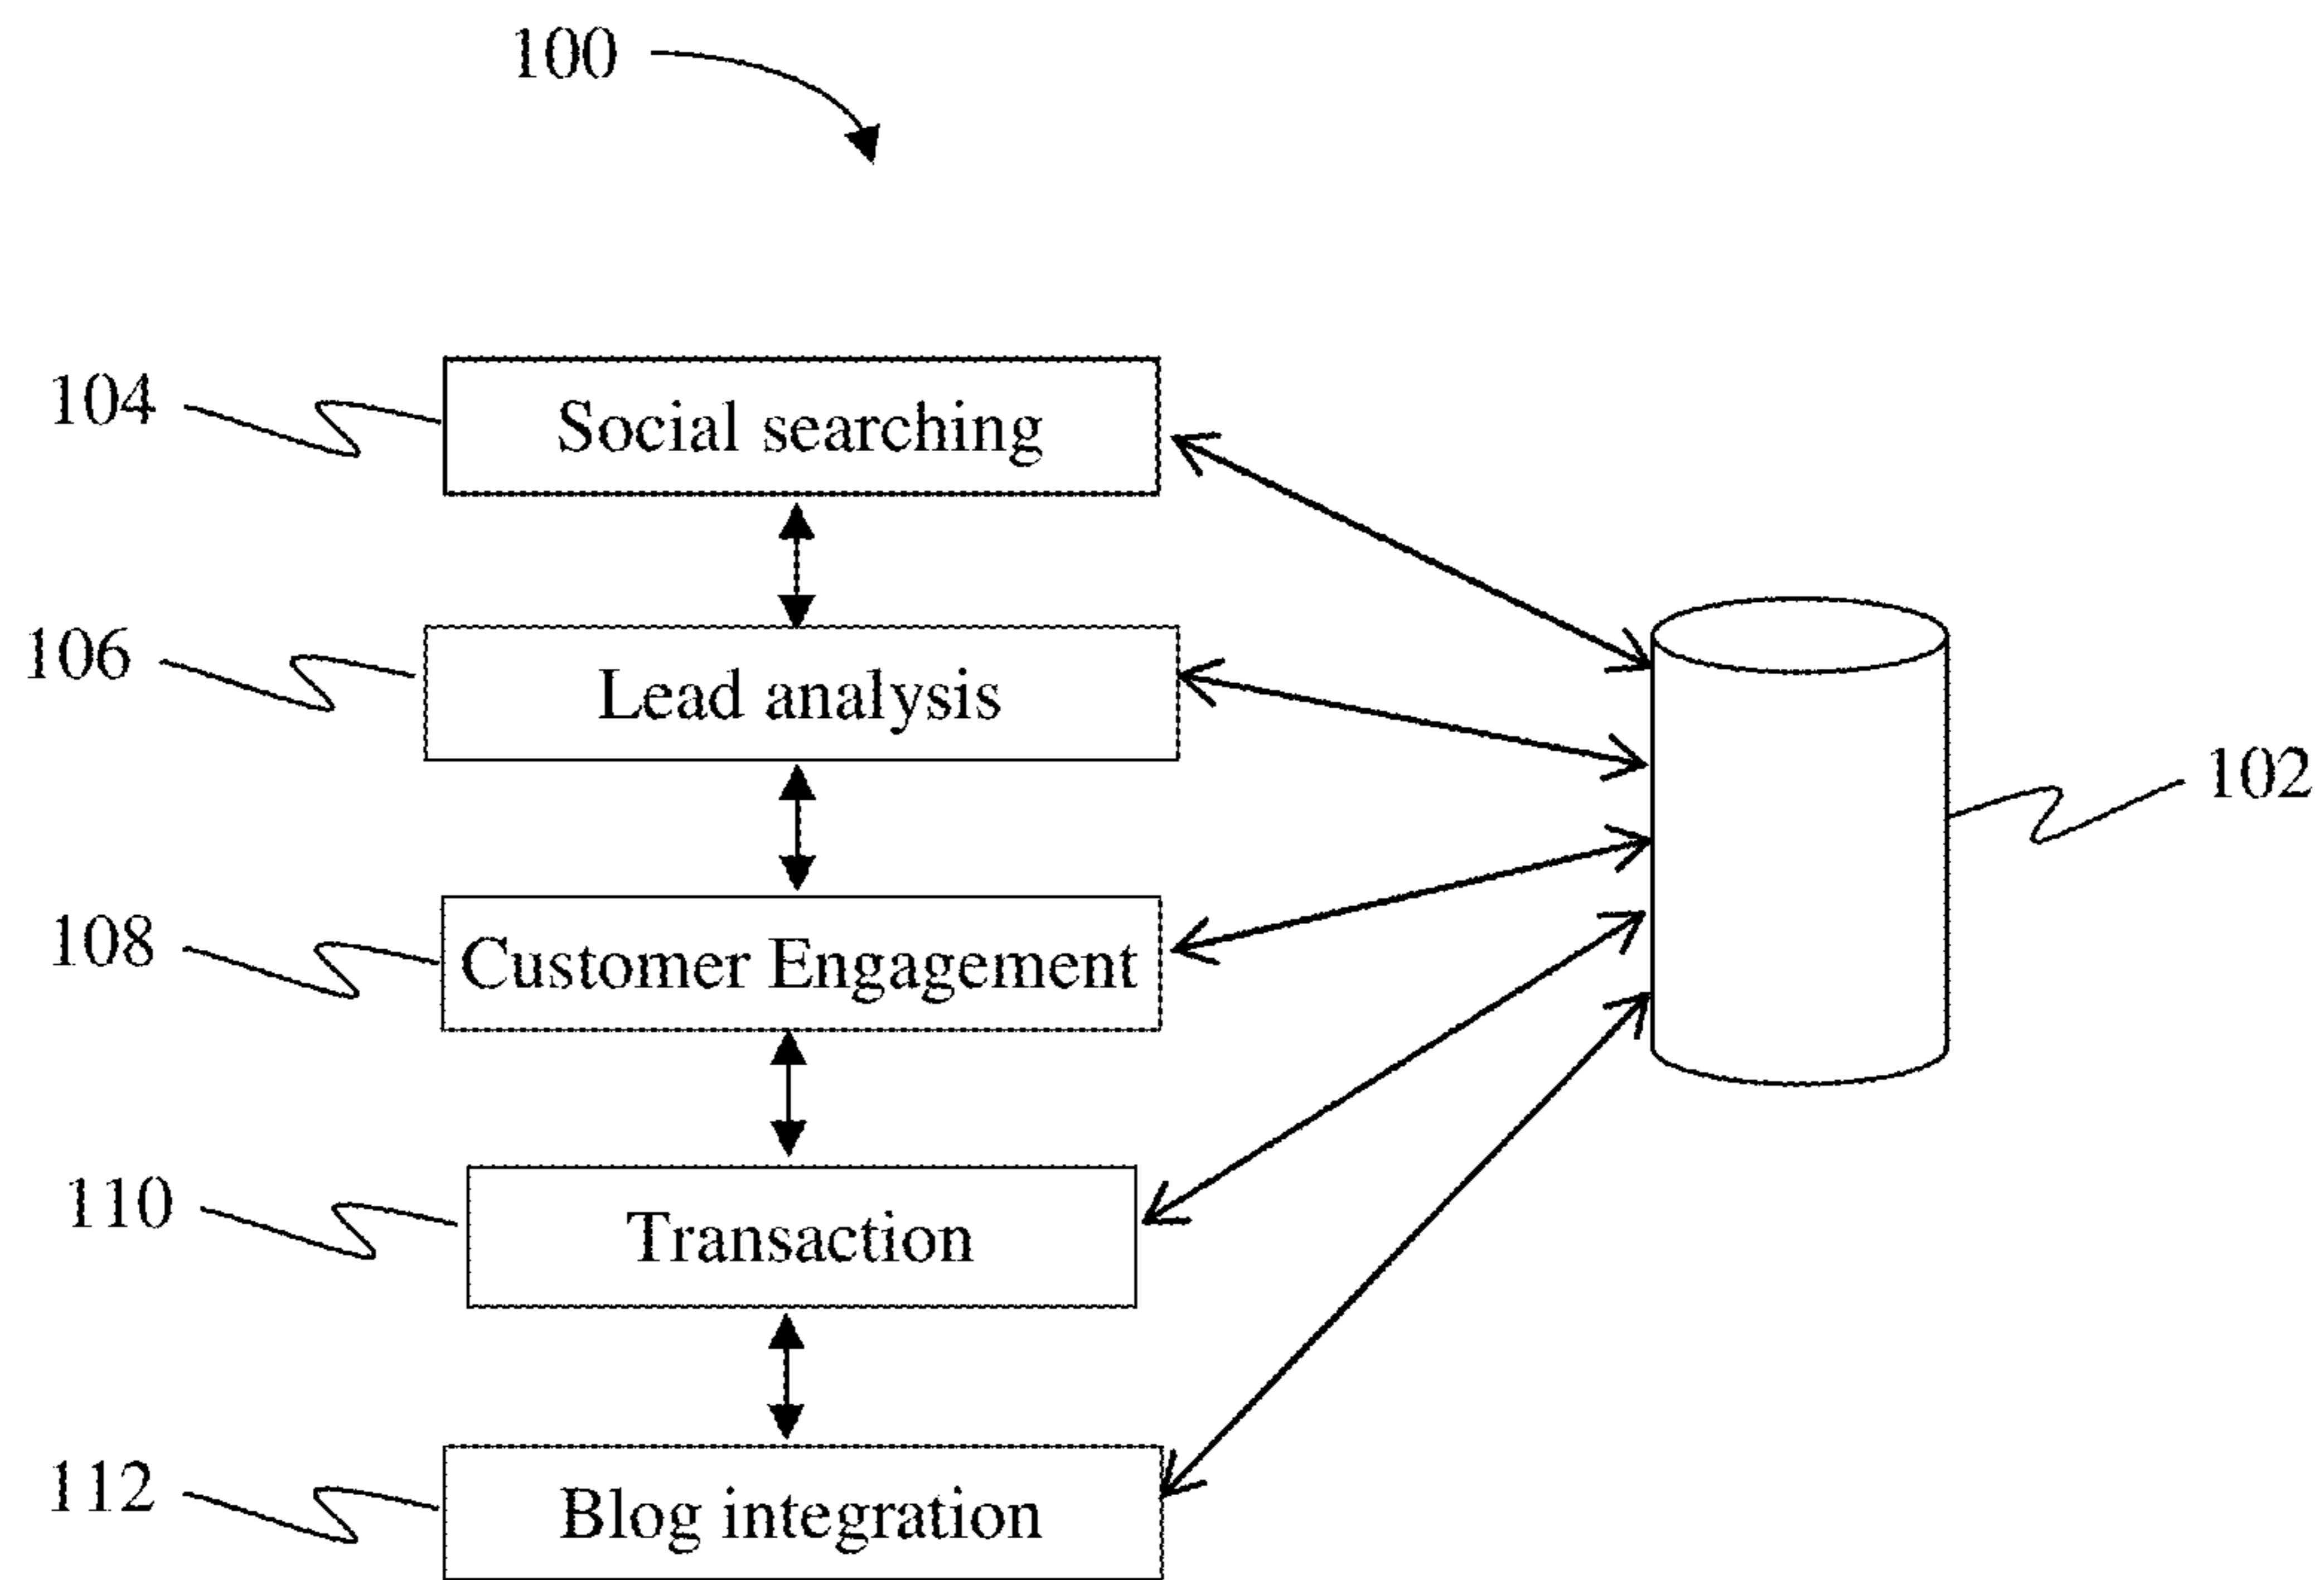 100
104
Social searching
106
Lead analysis
102
108
Customer Engagement
110
Transaction
112
Blog integration